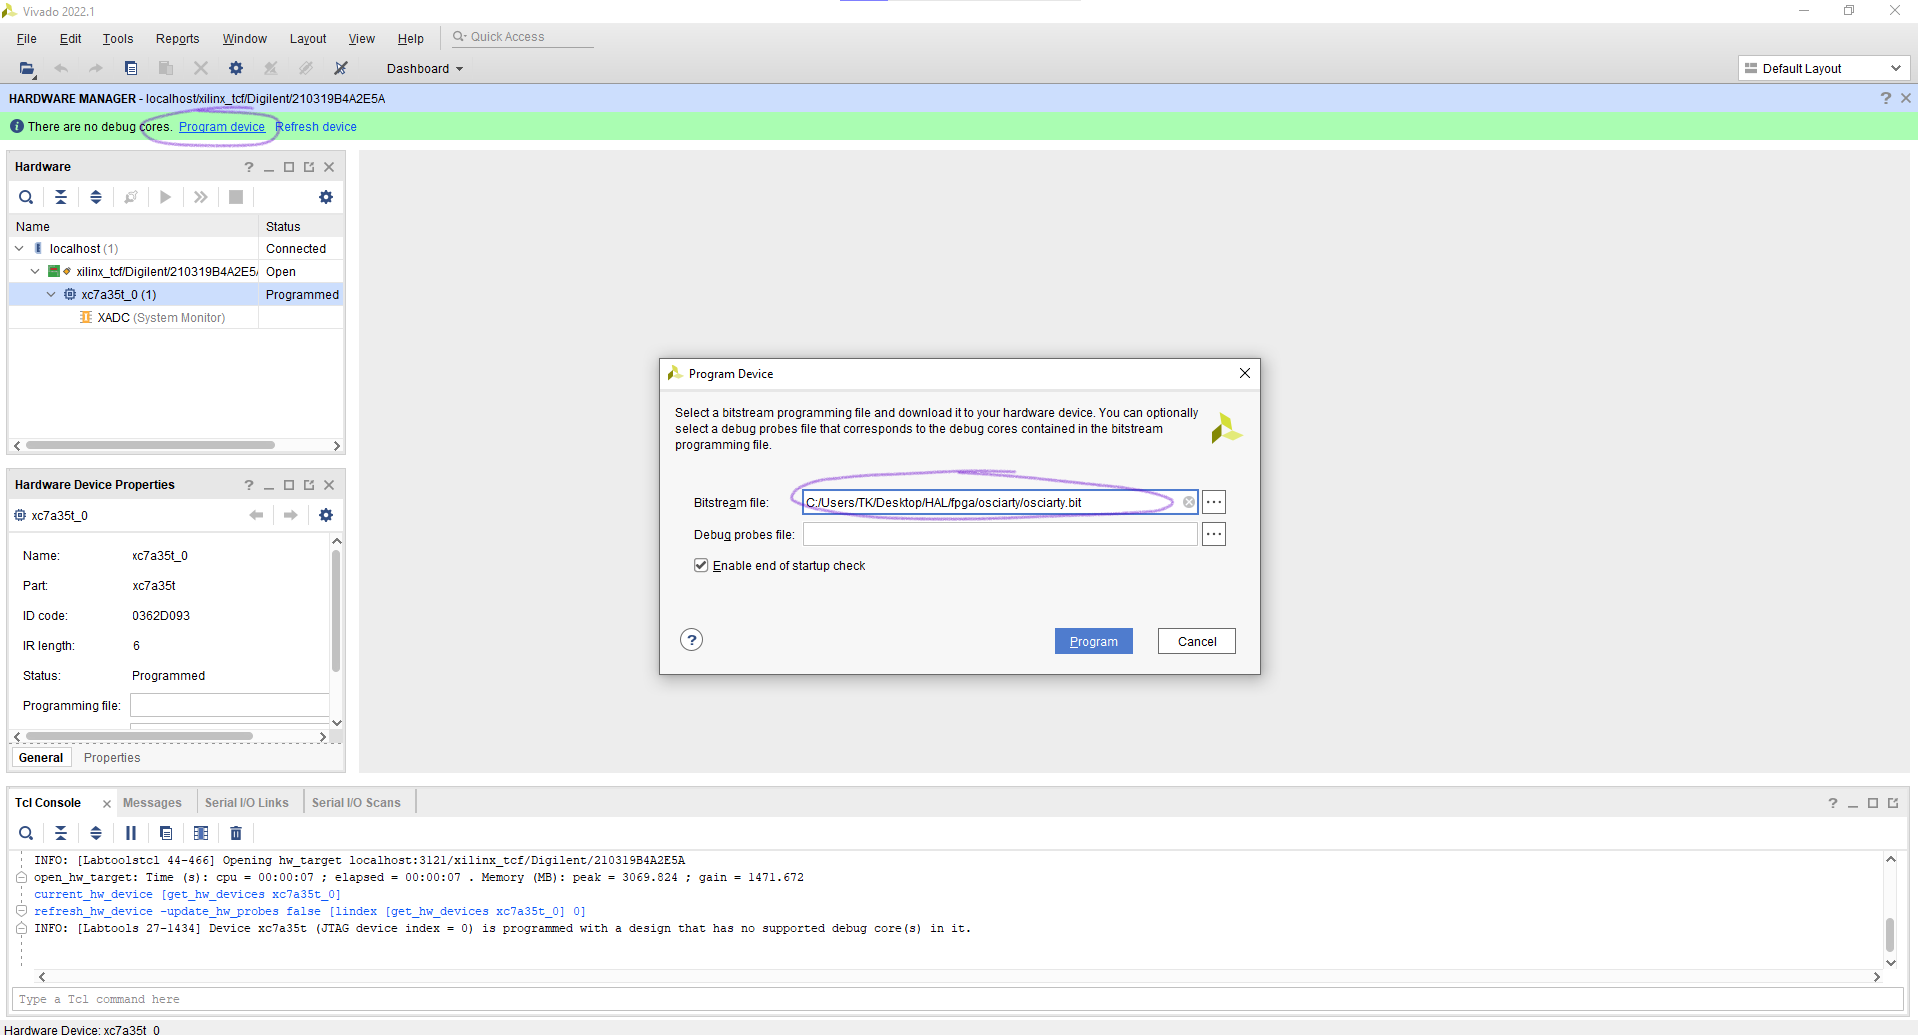 Vivado 2022.1
File Edit Tools Reports Window Layout View Help Quick Access
Dashboard Default Layout
HARDWARE MANAGER - localhost/xilinx_tcf/Digilent/210319B4A2E5A
There are no debug cores. Program device Refresh device
Hardware
Name Status
localhost (1) Connected
xilinx_tcf/Digilent/210319B4A2E5 Open
xc7a35t_0 (1) Programmed
XADC (System Monitor)
Program Device
Select a bitstream programming file and download it to your hardware device. You can optionally
select a debug probes file that corresponds to the debug cores contained in the bitstream
programming file.
Bitstream file: C:/Users/TK/Desktop/HAL/fpga/osciarty/osciarty.bit
Debug probes file:
Enable end of startup check
Program Cancel
Hardware Device Properties
xc7a35t_0
Name: xc7a35t_0
Part: xc7a35t
ID code: 0362D093
IR length: 6
Status: Programmed
Programming file:
General Properties
Tcl Console Messages Serial I/O Links Serial I/O Scans
INFO: [Labtoolstcl 44-466] Opening hw_target localhost:3121/xilinx_tcf/Digilent/210319B4A2E5A
open_hw_target: Time (s): cpu = 00:00:07 ; elapsed = 00:00:07 . Memory (MB): peak = 3069.824 ; gain = 1471.672
current_hw_device [get_hw_devices xc7a35t_0]
refresh_hw_device -update_hw_probes false [lindex [get_hw_devices xc7a35t_0] 0]
INFO: [Labtools 27-1434] Device xc7a35t (JTAG device index = 0) is programmed with a design that has no supported debug core(s) in it.
Type a Tcl command here
Hardware Device: xc7a35t_0